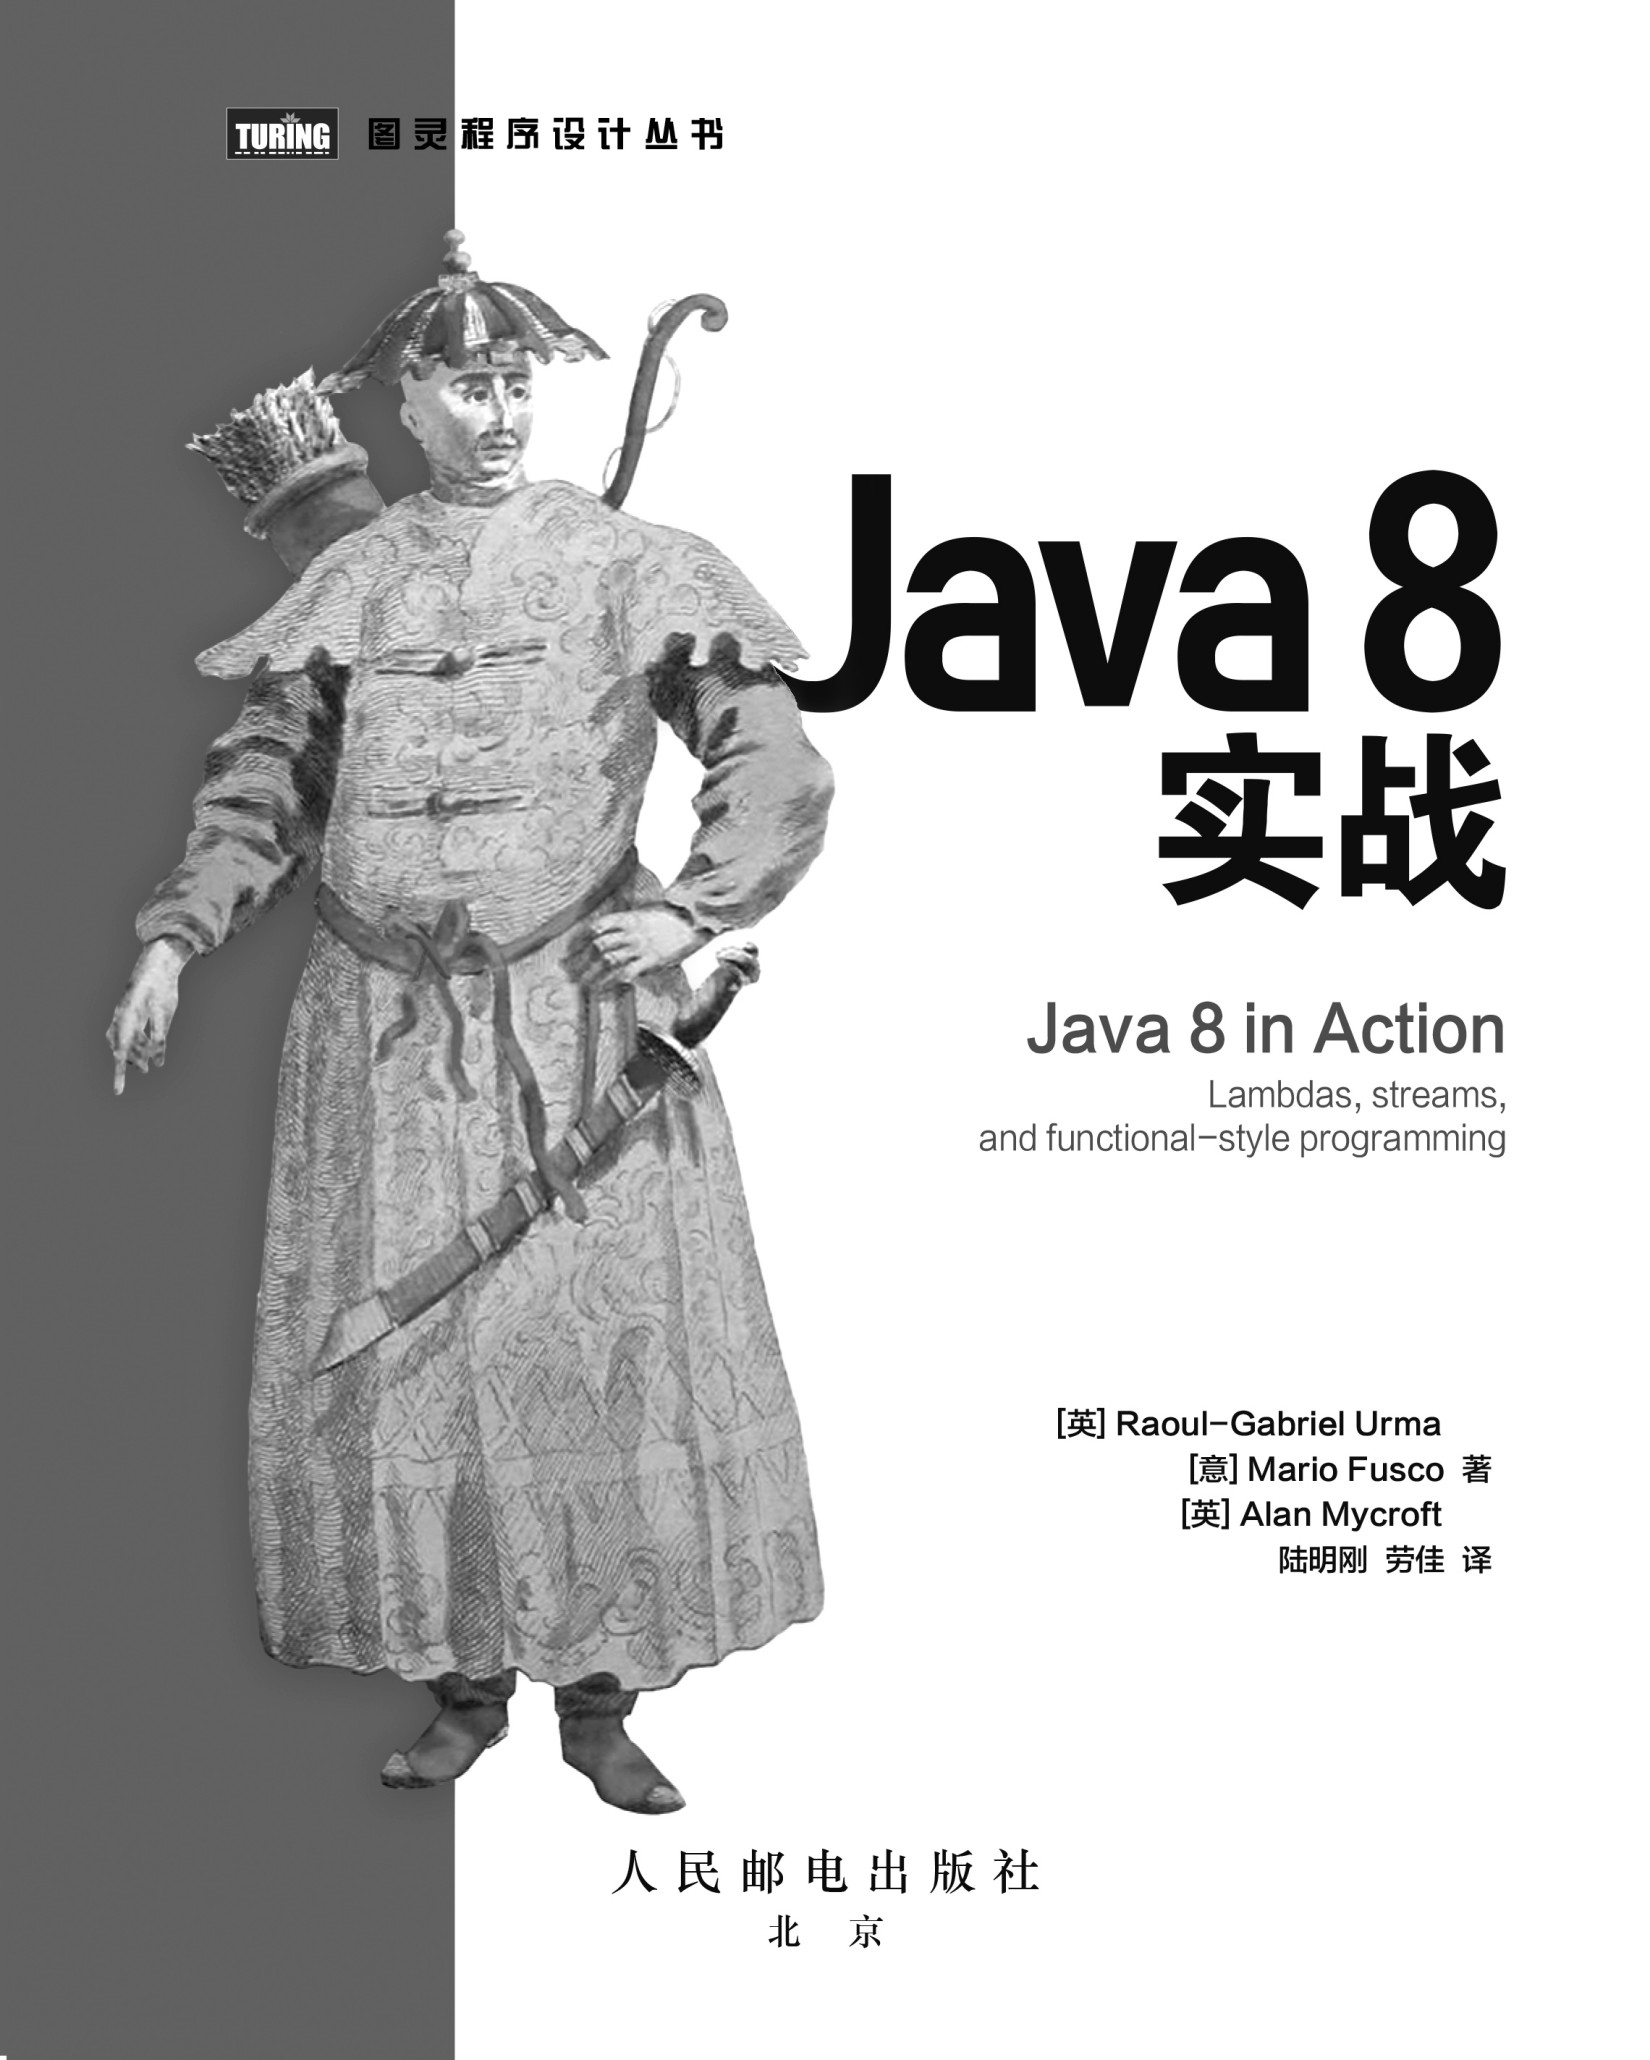 TURING 图灵程序设计丛书
Java 8
实战
Java 8 in Action
Lambdas, streams,
and functional-style programming
[英] Raoul-Gabriel Urma
[意] Mario Fusco 著
[英] Alan Mycroft
陆明刚 劳佳 译
人民邮电出版社
北京